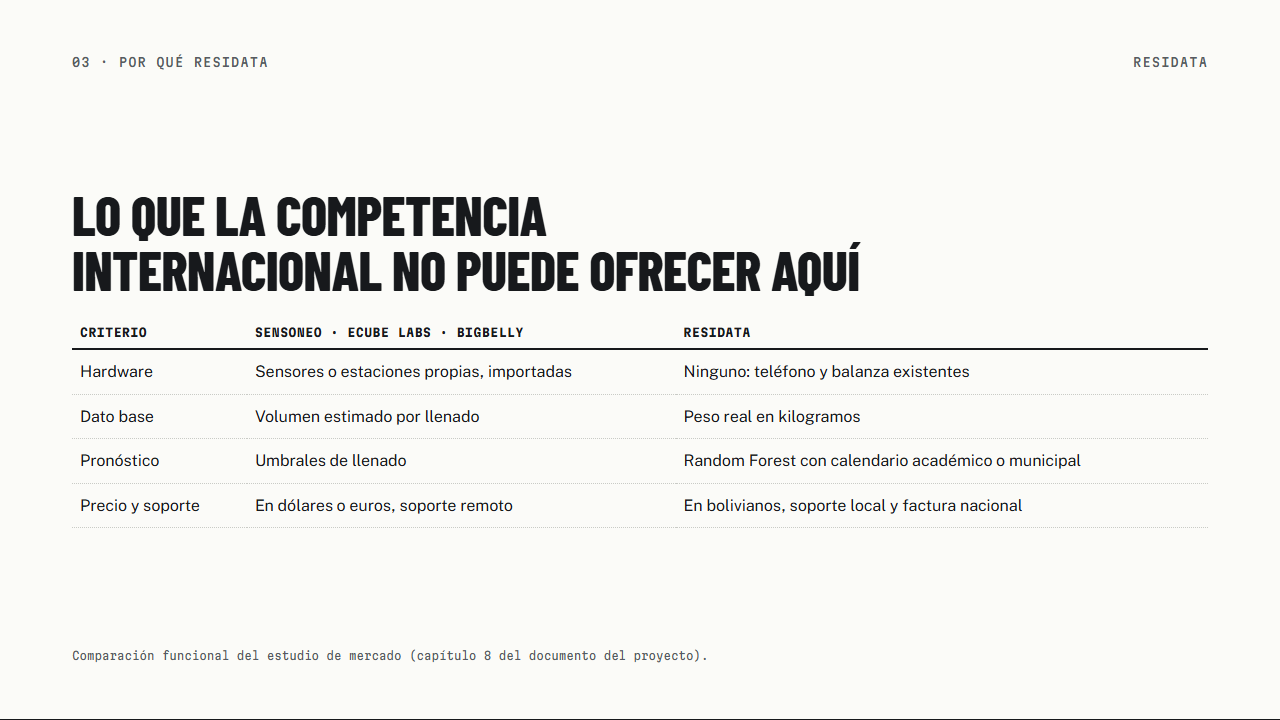 03 · POR QUÉ RESIDATA
RESIDATA
LO QUE LA COMPETENCIA
INTERNACIONAL NO PUEDE OFRECER AQUÍ
CRITERIO SENSONEO · ECUBE LABS · BIGBELLY RESIDATA
Hardware Sensores o estaciones propias, importadas Ninguno: teléfono y balanza existentes
Dato base Volumen estimado por llenado Peso real en kilogramos
Pronóstico Umbrales de llenado Random Forest con calendario académico o municipal
Precio y soporte En dólares o euros, soporte remoto En bolivianos, soporte local y factura nacional
Comparación funcional del estudio de mercado (capítulo 8 del documento del proyecto).